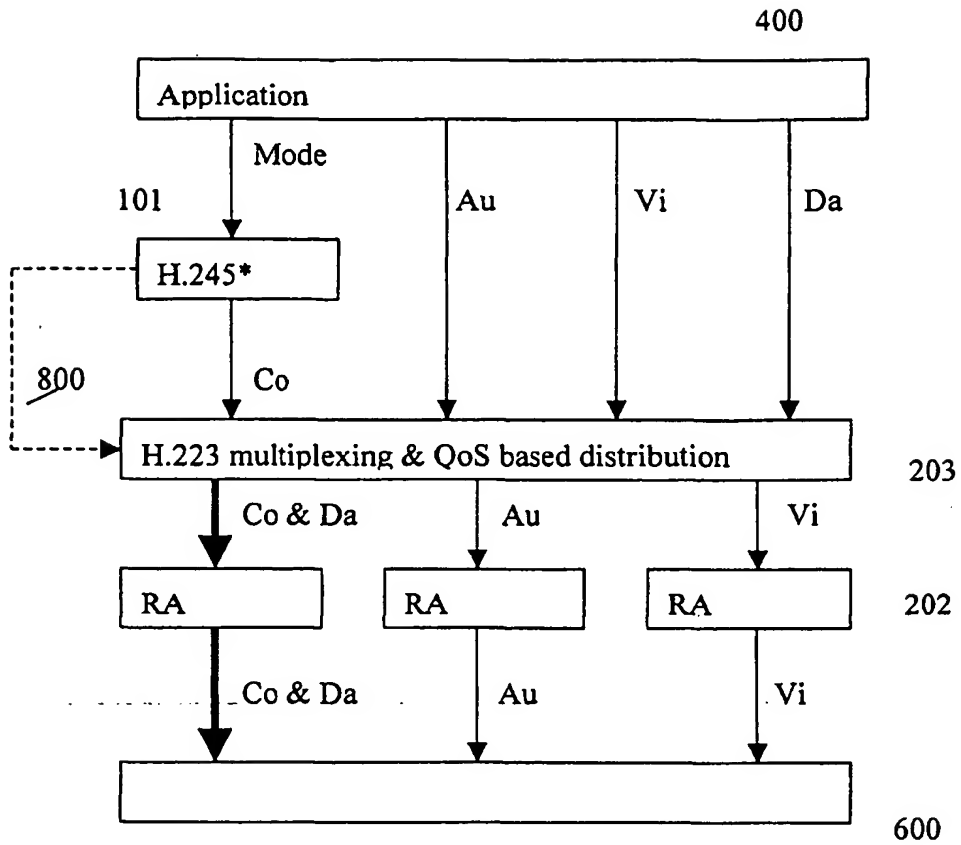 400
Application
Mode
101
Au
Vi
Da
H.245*
800
Co
H.223 multiplexing & QoS based distribution
203
Co & Da
Au
Vi
RA
RA
RA
202
Co & Da
Au
Vi
600